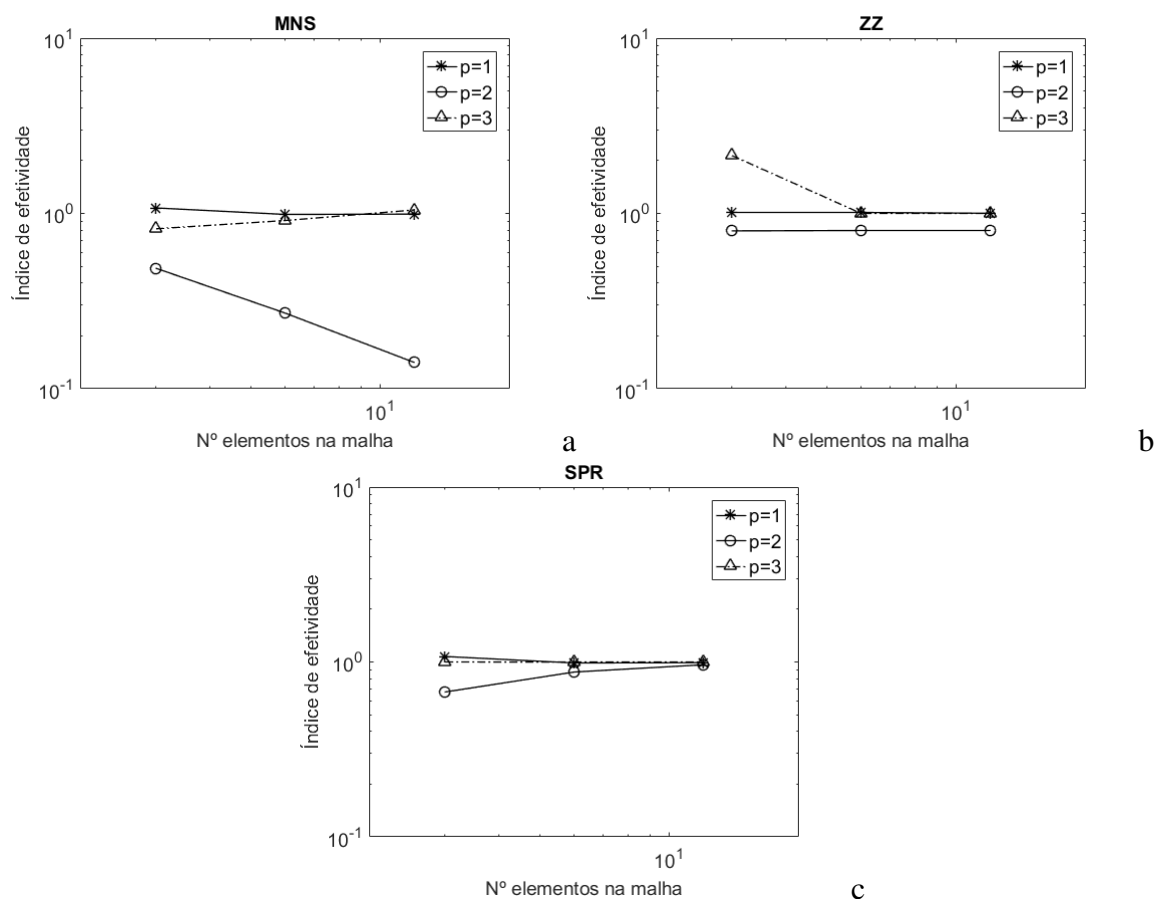 MNS
10^1
p=1
p=2
p=3
10^0
10^-1
10^1
Índice de efetividade
Nº elementos na malha
a
ZZ
10^1
p=1
p=2
p=3
10^0
10^-1
10^1
Índice de efetividade
Nº elementos na malha
b
SPR
10^1
p=1
p=2
p=3
10^0
10^-1
10^1
Índice de efetividade
Nº elementos na malha
c